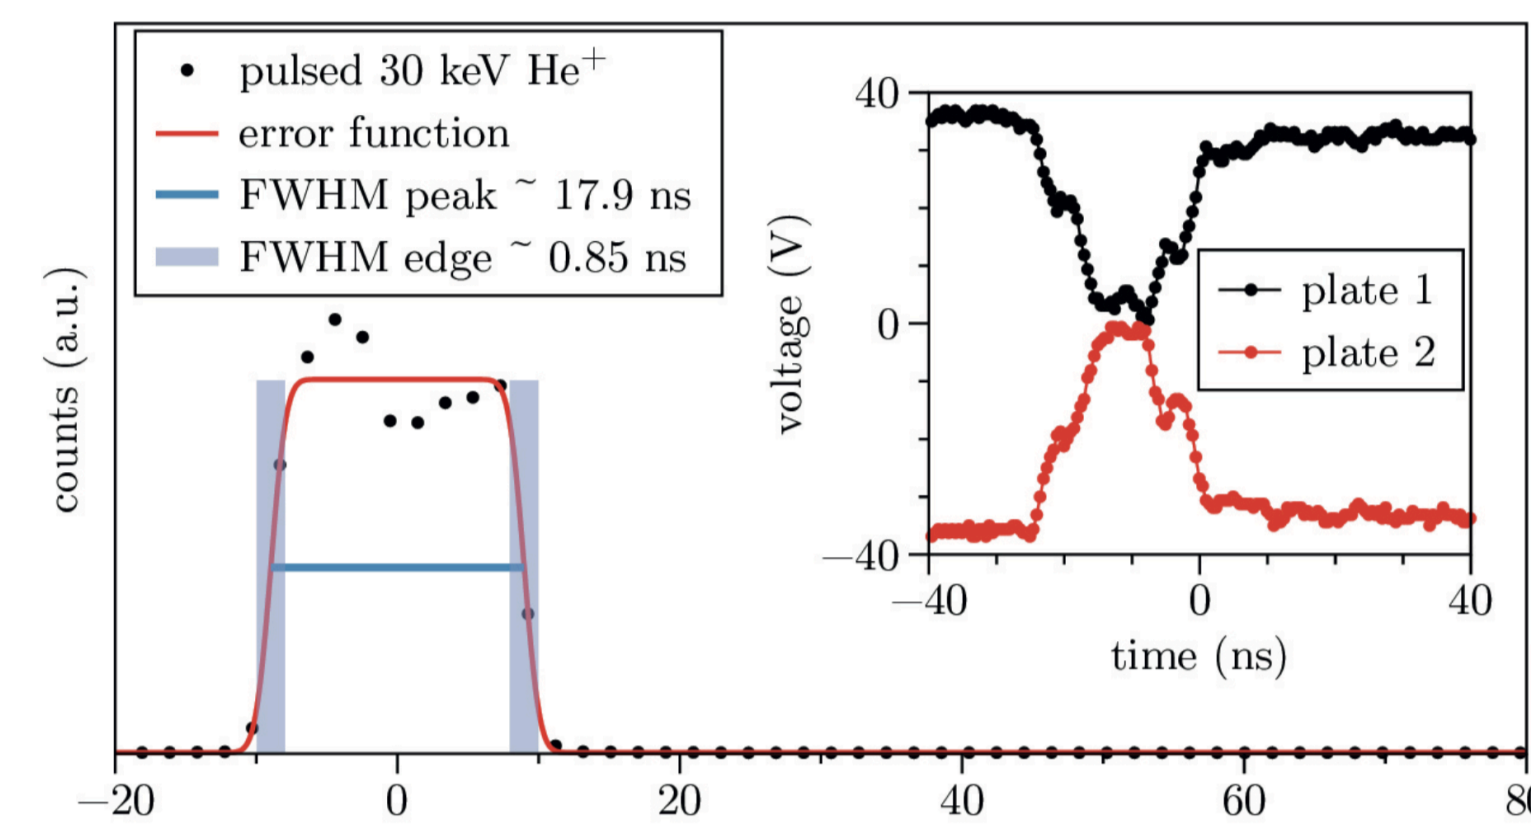 pulsed 30 keV He⁺
error function
FWHM peak ~ 17.9 ns
FWHM edge ~ 0.85 ns
counts (a.u.)
−20
0
20
40
60
voltage (V)
40
0
−40
plate 1
plate 2
−40
0
40
time (ns)